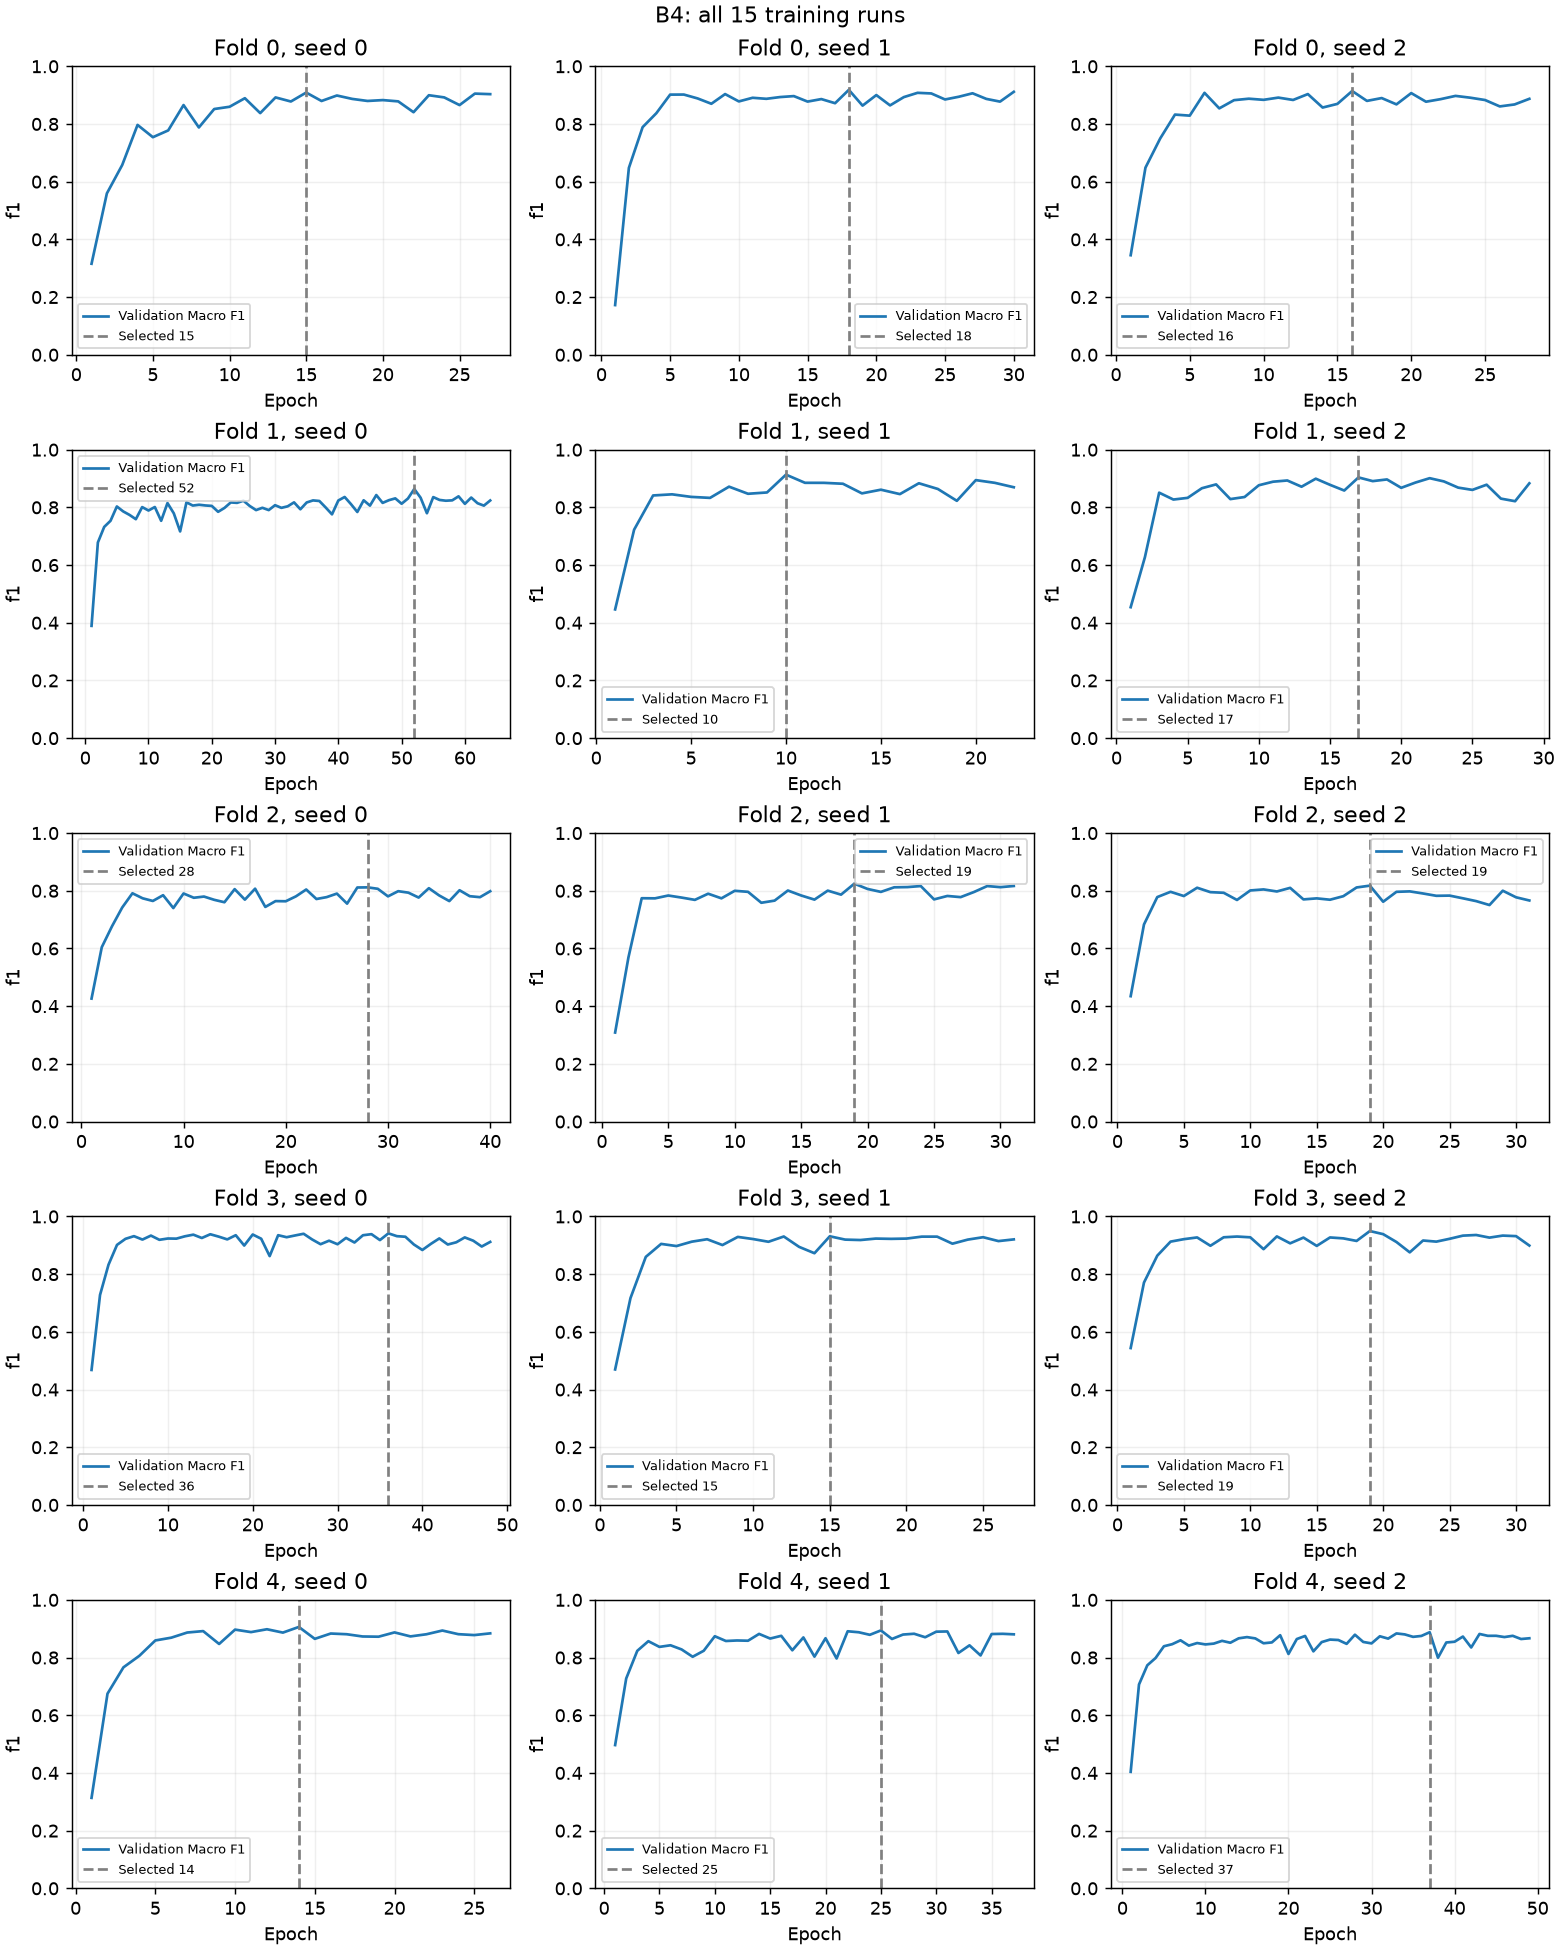 B4: all 15 training runs
Fold 0, seed 0
1.0
0.8
0.6
0.4
0.2
0.0
f1
Validation Macro F1
Selected 15
0 5 10 15 20 25
Epoch
Fold 0, seed 1
1.0
0.8
0.6
0.4
0.2
0.0
f1
Validation Macro F1
Selected 18
0 5 10 15 20 25 30
Epoch
Fold 0, seed 2
1.0
0.8
0.6
0.4
0.2
0.0
f1
Validation Macro F1
Selected 16
0 5 10 15 20 25
Epoch
Fold 1, seed 0
1.0
0.8
0.6
0.4
0.2
0.0
f1
Validation Macro F1
Selected 52
0 10 20 30 40 50 60
Epoch
Fold 1, seed 1
1.0
0.8
0.6
0.4
0.2
0.0
f1
Validation Macro F1
Selected 10
0 5 10 15 20
Epoch
Fold 1, seed 2
1.0
0.8
0.6
0.4
0.2
0.0
f1
Validation Macro F1
Selected 17
0 5 10 15 20 25 30
Epoch
Fold 2, seed 0
1.0
0.8
0.6
0.4
0.2
0.0
f1
Validation Macro F1
Selected 28
0 10 20 30 40
Epoch
Fold 2, seed 1
1.0
0.8
0.6
0.4
0.2
0.0
f1
Validation Macro F1
Selected 19
0 5 10 15 20 25 30
Epoch
Fold 2, seed 2
1.0
0.8
0.6
0.4
0.2
0.0
f1
Validation Macro F1
Selected 19
0 5 10 15 20 25 30
Epoch
Fold 3, seed 0
1.0
0.8
0.6
0.4
0.2
0.0
f1
Validation Macro F1
Selected 36
0 10 20 30 40 50
Epoch
Fold 3, seed 1
1.0
0.8
0.6
0.4
0.2
0.0
f1
Validation Macro F1
Selected 15
0 5 10 15 20 25
Epoch
Fold 3, seed 2
1.0
0.8
0.6
0.4
0.2
0.0
f1
Validation Macro F1
Selected 19
0 5 10 15 20 25 30
Epoch
Fold 4, seed 0
1.0
0.8
0.6
0.4
0.2
0.0
f1
Validation Macro F1
Selected 14
0 5 10 15 20 25
Epoch
Fold 4, seed 1
1.0
0.8
0.6
0.4
0.2
0.0
f1
Validation Macro F1
Selected 25
0 5 10 15 20 25 30 35
Epoch
Fold 4, seed 2
1.0
0.8
0.6
0.4
0.2
0.0
f1
Validation Macro F1
Selected 37
0 10 20 30 40 50
Epoch